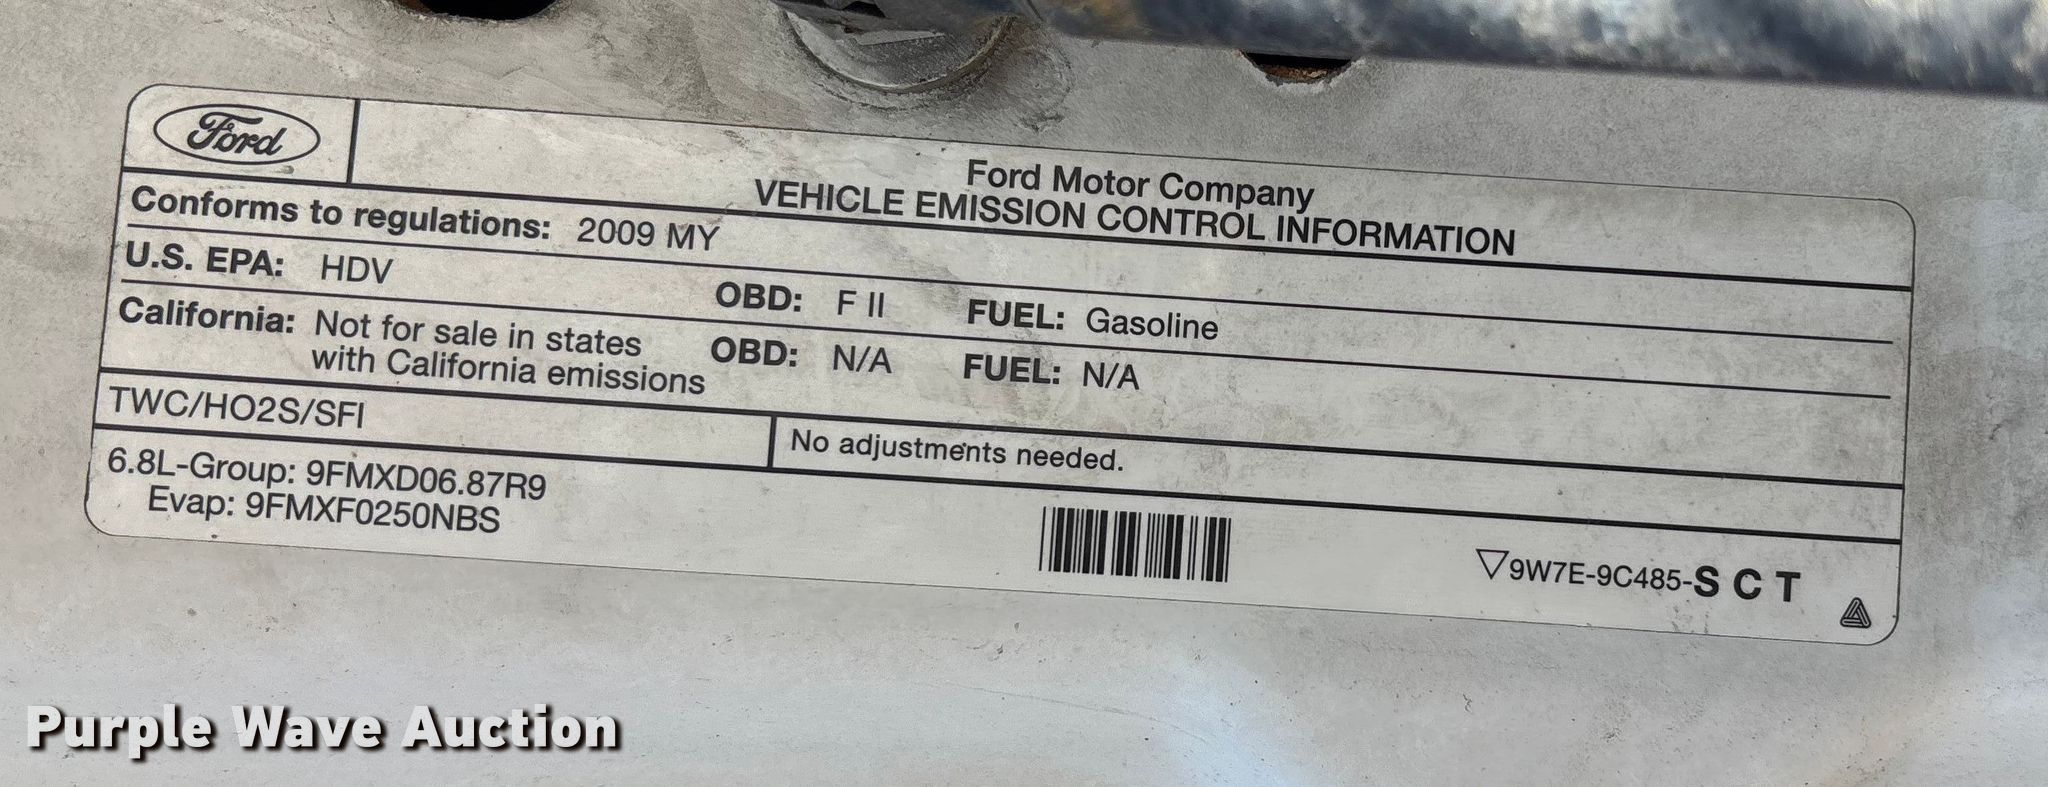 Ford
Ford Motor Company
VEHICLE EMISSION CONTROL INFORMATION
Conforms to regulations: 2009 MY
U.S. EPA: HDV OBD: F II FUEL: Gasoline
California: Not for sale in states with California emissions OBD: N/A FUEL: N/A
TWC/HO2S/SFI
No adjustments needed.
6.8L-Group: 9FMXD06.87R9
Evap: 9FMXF0250NBS
▽9W7E-9C485-S C T
Purple Wave Auction